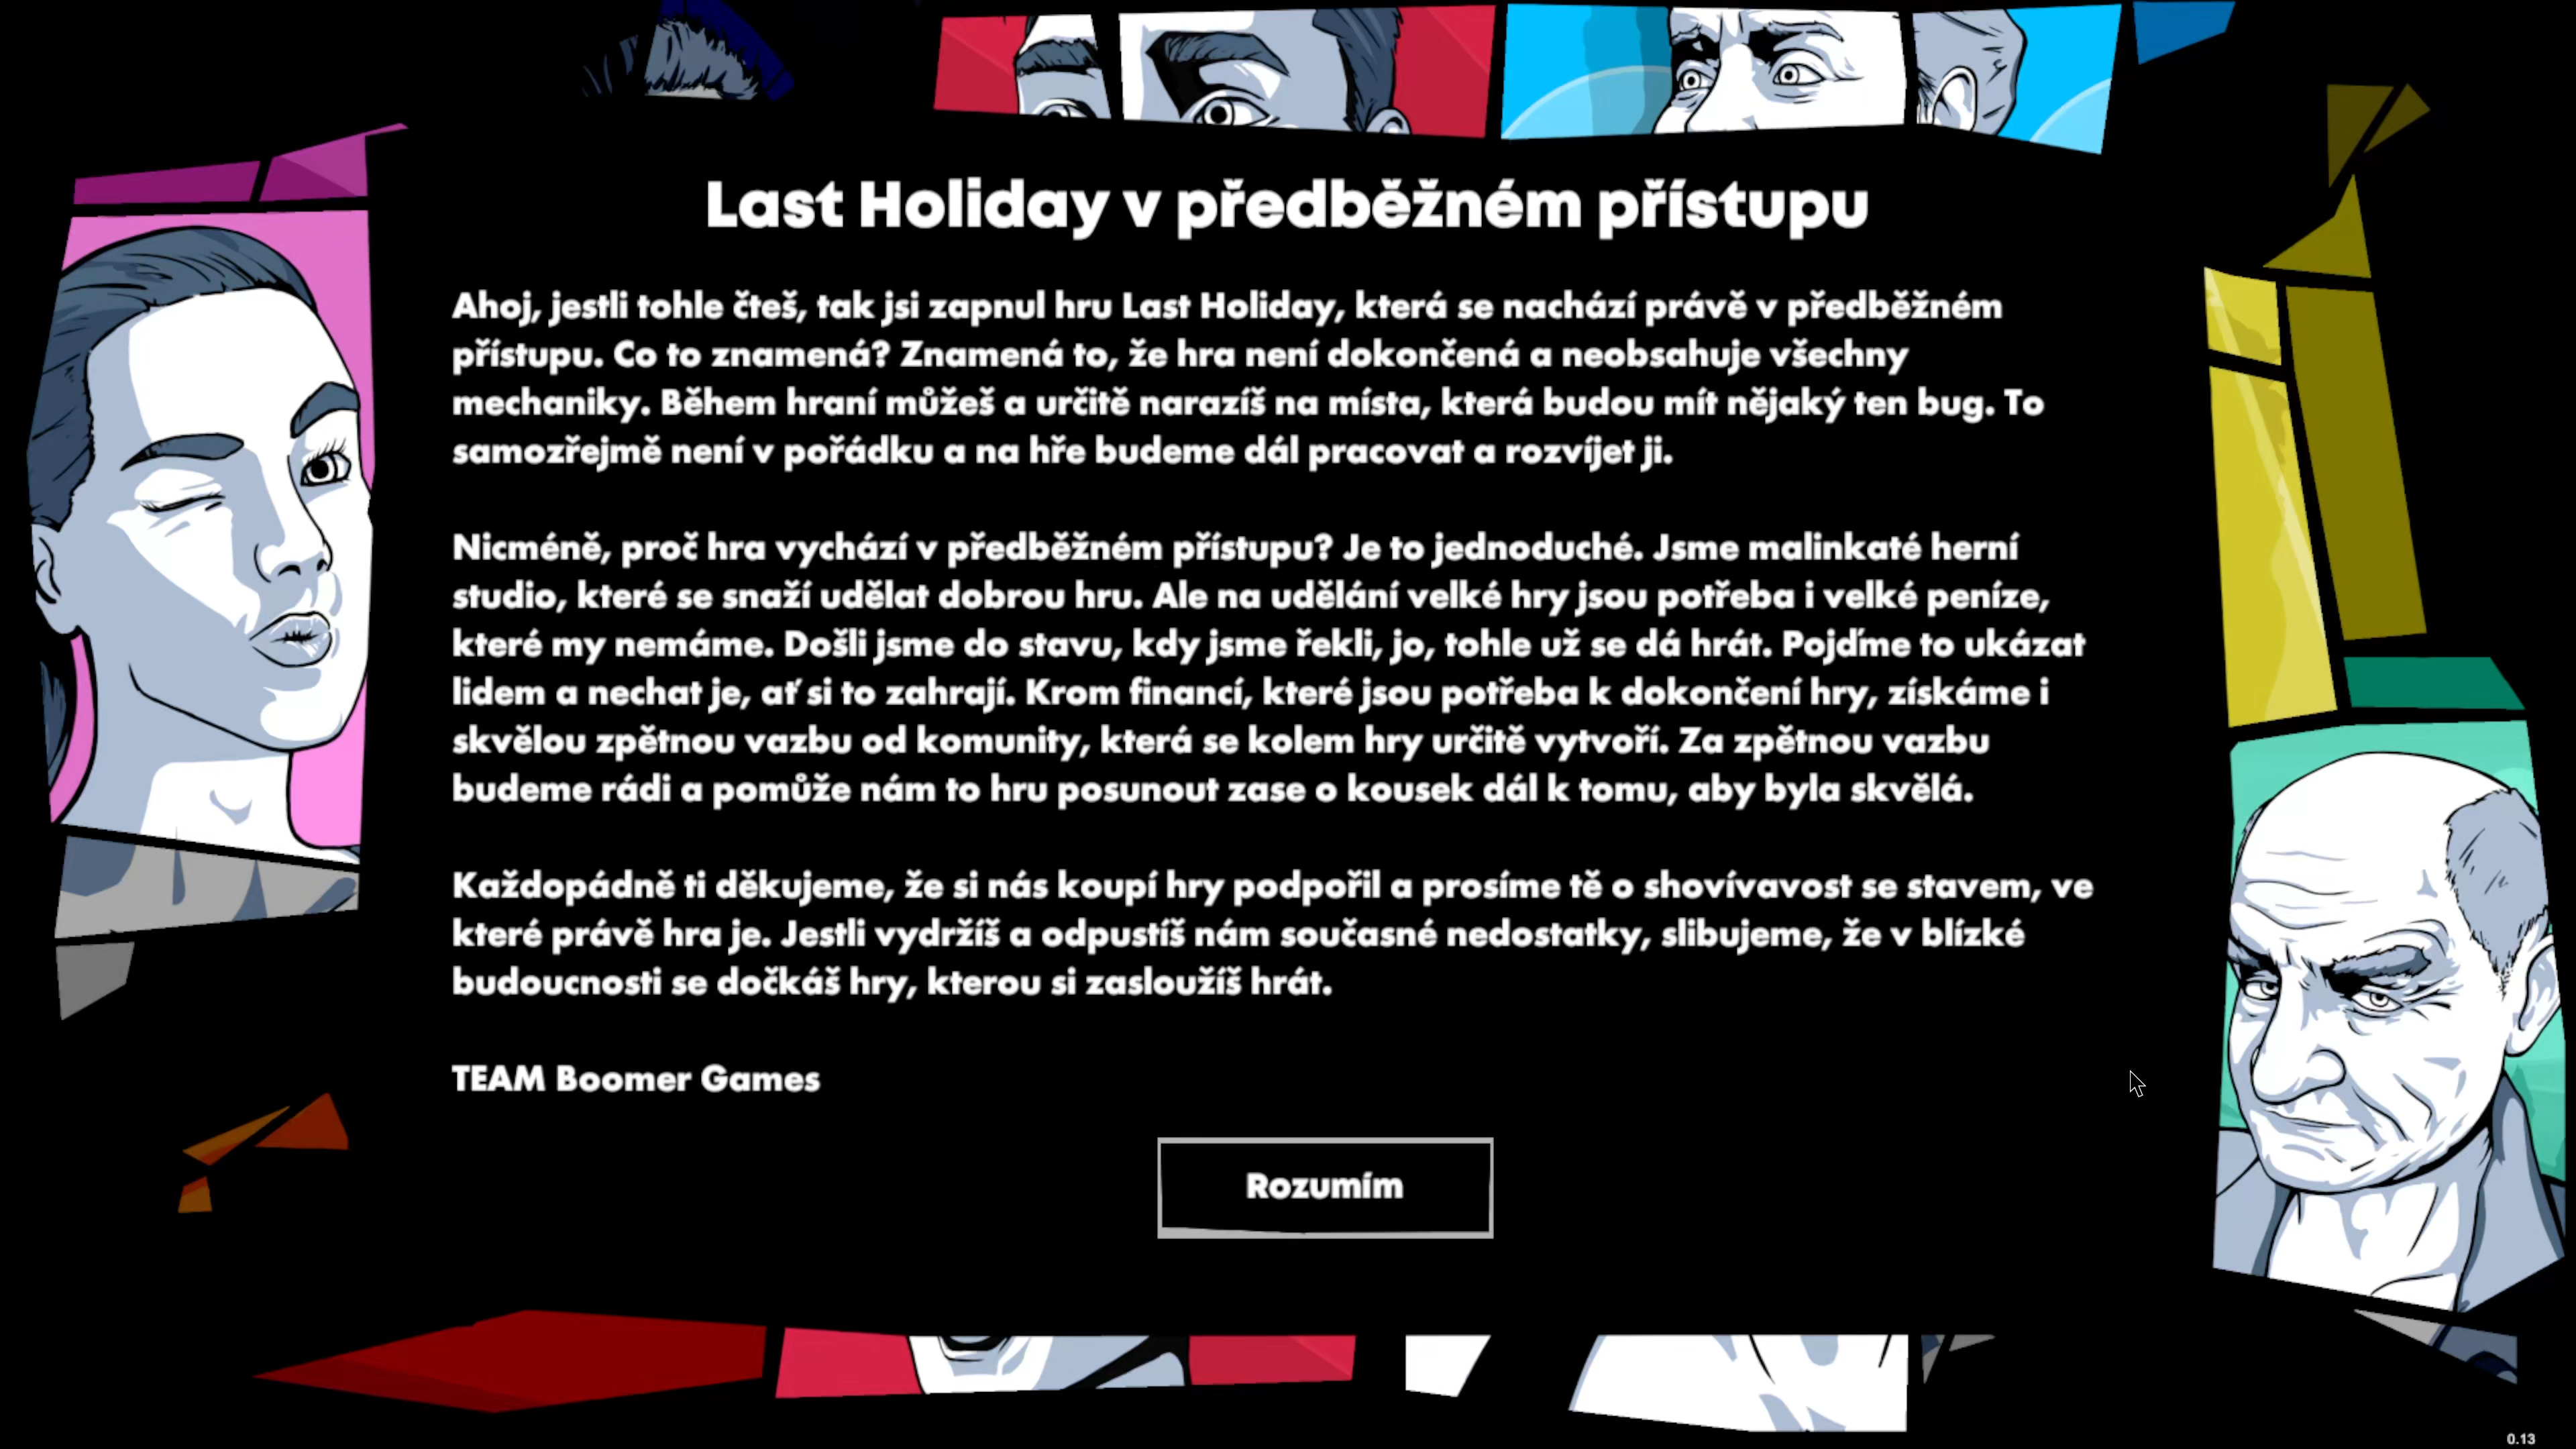 Last Holiday v předběžném přístupu
Ahoj, jestli tohle čteš, tak jsi zapnul hru Last Holiday, která se nachází právě v předběžném
přístupu. Co to znamená? Znamená to, že hra není dokončená a neobsahuje všechny
mechaniky. Během hraní můžeš a určitě narazíš na místa, která budou mít nějaký ten bug. To
samozřejmě není v pořádku a na hře budeme dál pracovat a rozvíjet ji.
Nicméně, proč hra vychází v předběžném přístupu? Je to jednoduché. Jsme malinkaté herní
studio, které se snaží udělat dobrou hru. Ale na udělání velké hry jsou potřeba i velké peníze,
které my nemáme. Došli jsme do stavu, kdy jsme řekli, jo, tohle už se dá hrát. Pojďme to ukázat
lidem a nechat je, ať si to zahrají. Krom financí, které jsou potřeba k dokončení hry, získáme i
skvělou zpětnou vazbu od komunity, která se kolem hry určitě vytvoří. Za zpětnou vazbu
budeme rádi a pomůže nám to hru posunout zase o kousek dál k tomu, aby byla skvělá.
Každopádně ti děkujeme, že si nás koupí hry podpořil a prosíme tě o shovívavost se stavem, ve
které právě hra je. Jestli vydržíš a odpustíš nám současné nedostatky, slibujeme, že v blízké
budoucnosti se dočkáš hry, kterou si zasloužíš hrát.
TEAM Boomer Games
Rozumím
0.13